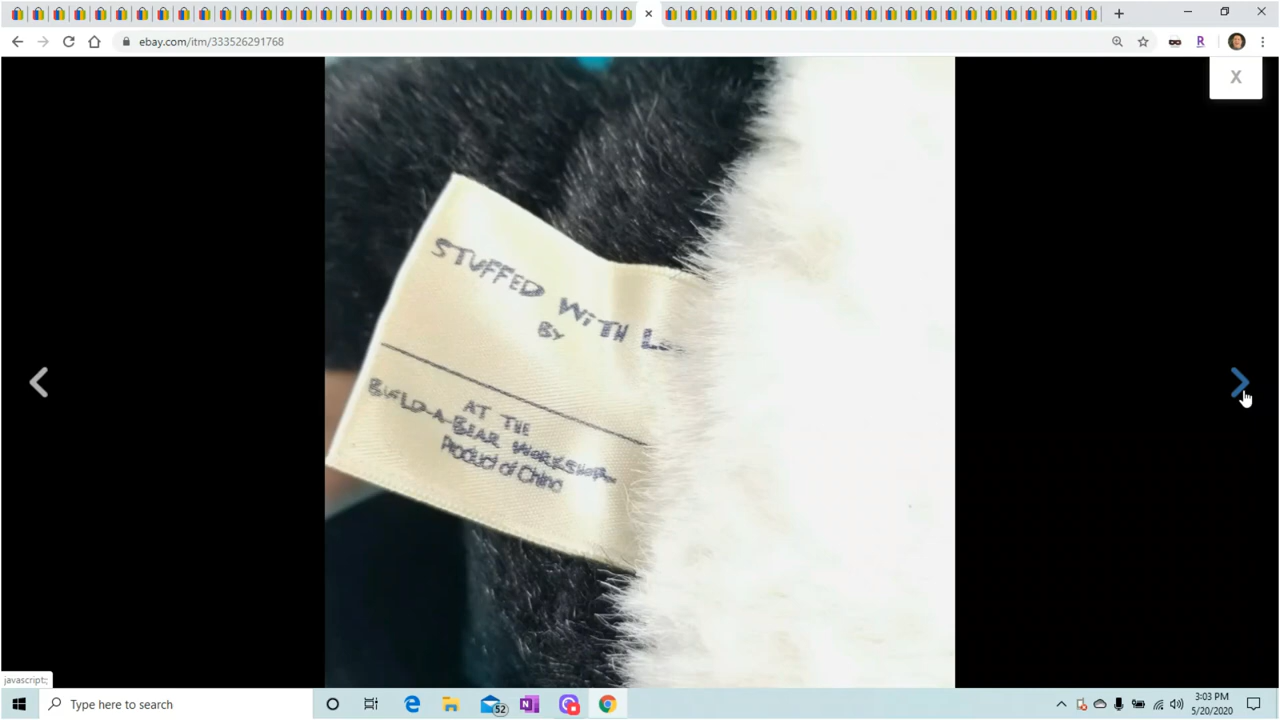 ebay.com/itm/333526291768
R
X
STUFFED WITH
BY
AT THE
BUILD-A-BEAR WORKSHOP
Product of China
javascript:;
Type here to search
52
3:03 PM
5/20/2020